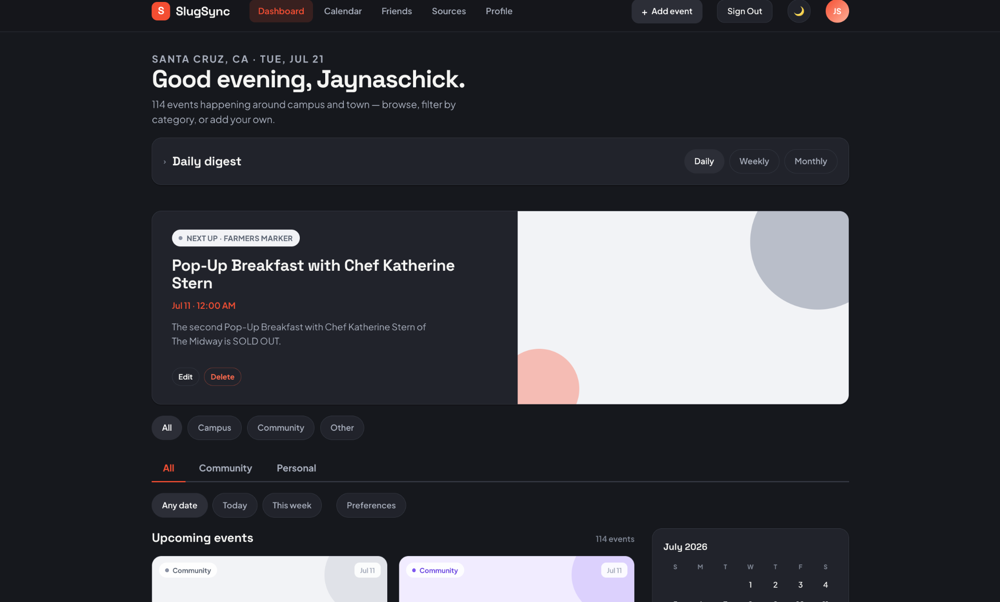 S SlugSync Dashboard Calendar Friends Sources Profile + Add event Sign Out JS
SANTA CRUZ, CA · TUE, JUL 21
Good evening, Jaynaschick.
114 events happening around campus and town — browse, filter by
category, or add your own.
› Daily digest Daily Weekly Monthly
NEXT UP · FARMERS MARKER
Pop-Up Breakfast with Chef Katherine
Stern
Jul 11 · 12:00 AM
The second Pop-Up Breakfast with Chef Katherine Stern of
The Midway is SOLD OUT.
Edit Delete
All Campus Community Other
All Community Personal
Any date Today This week Preferences
Upcoming events 114 events
Community Jul 11
Community Jul 11
July 2026
S M T W T F S
1 2 3 4